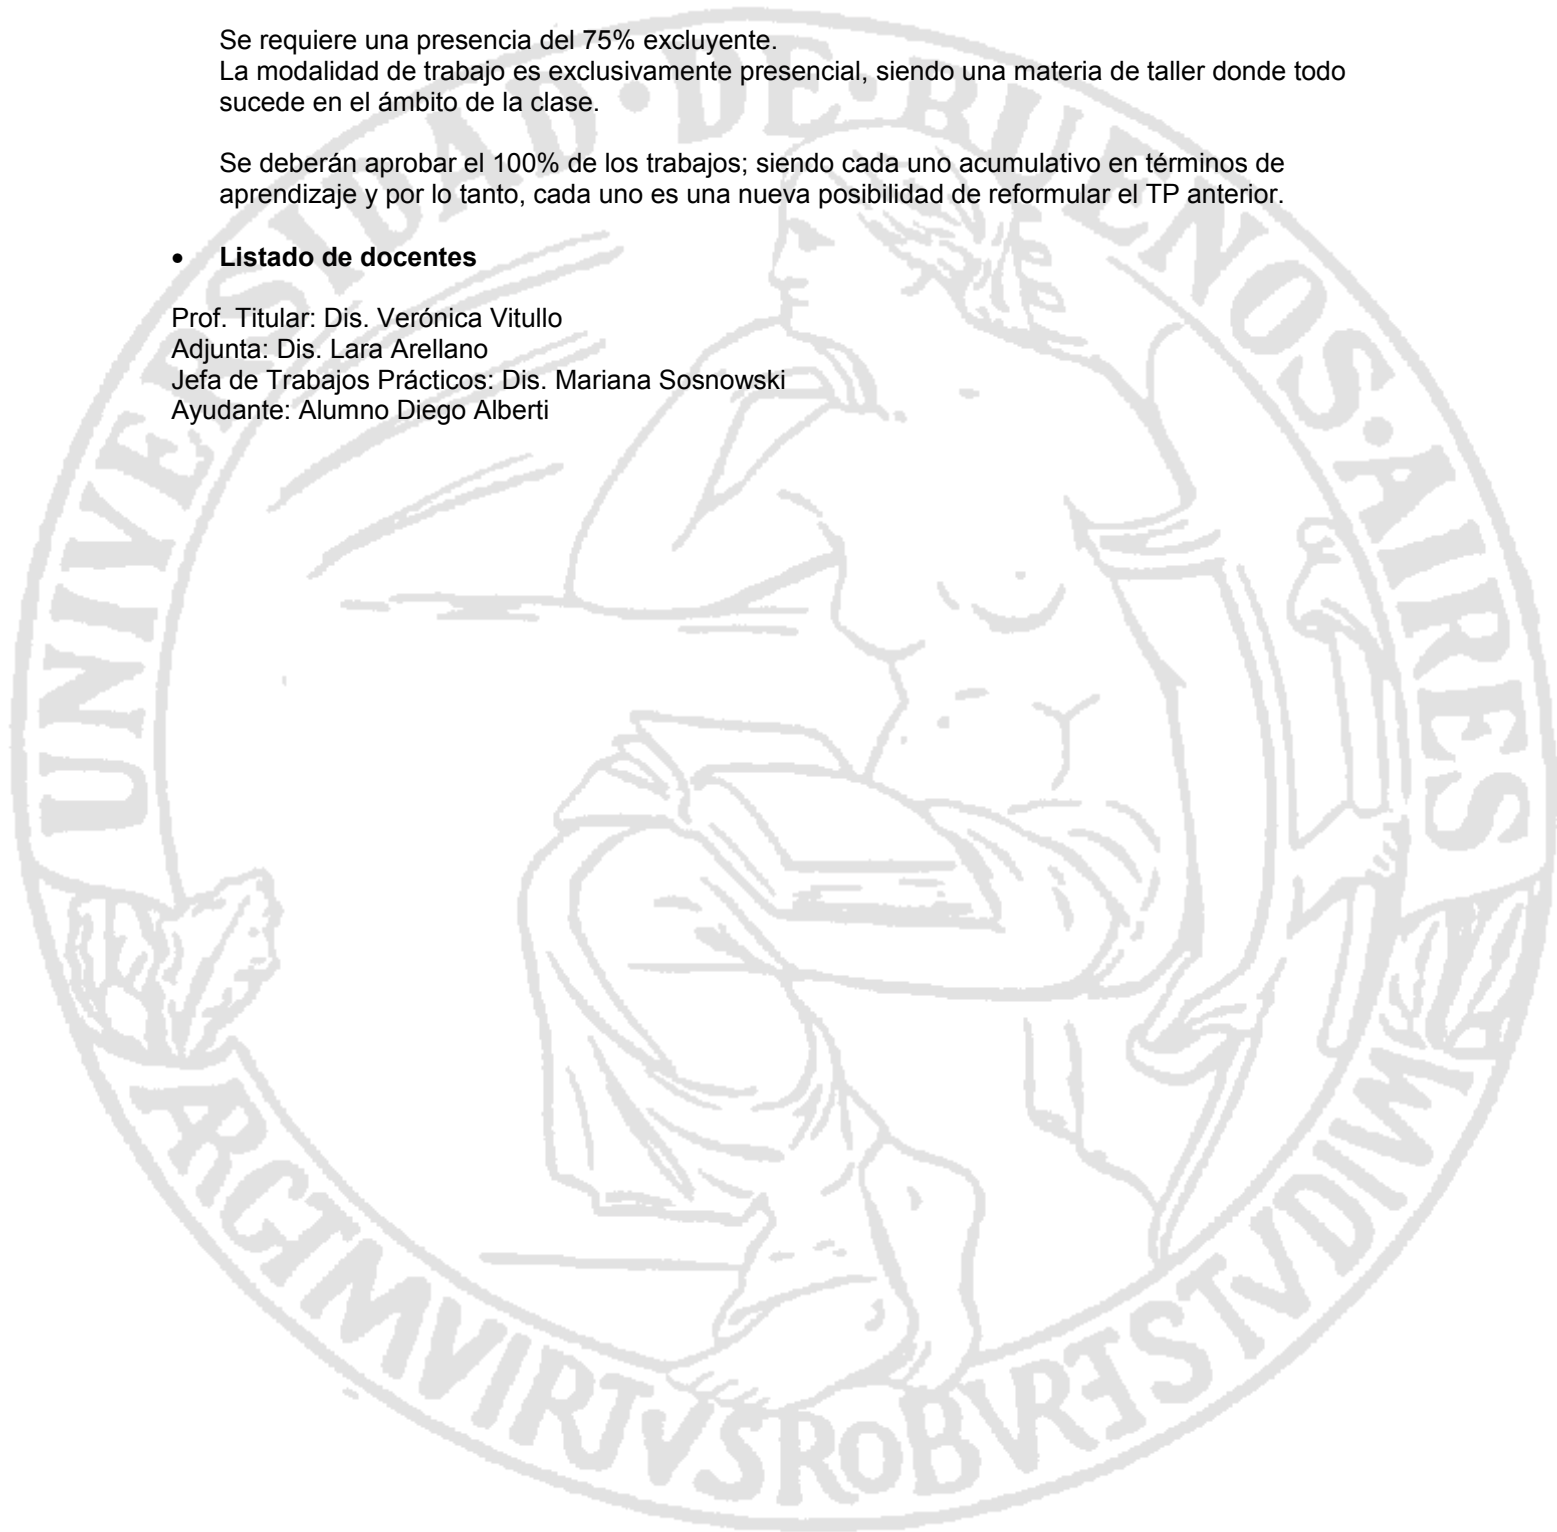 Se requiere una presencia del 75% excluyente.
La modalidad de trabajo es exclusivamente presencial, siendo una materia de taller donde todo
sucede en el ámbito de la clase.
Se deberán aprobar el 100% de los trabajos; siendo cada uno acumulativo en términos de
aprendizaje y por lo tanto, cada uno es una nueva posibilidad de reformular el TP anterior.
• Listado de docentes
Prof. Titular: Dis. Verónica Vitullo
Adjunta: Dis. Lara Arellano
Jefa de Trabajos Prácticos: Dis. Mariana Sosnowski
Ayudante: Alumno Diego Alberti
UNIVERSIDAD·DE·BUENOS·AIRES
ARGTMVIRTVSROBVRETSTVDIVM